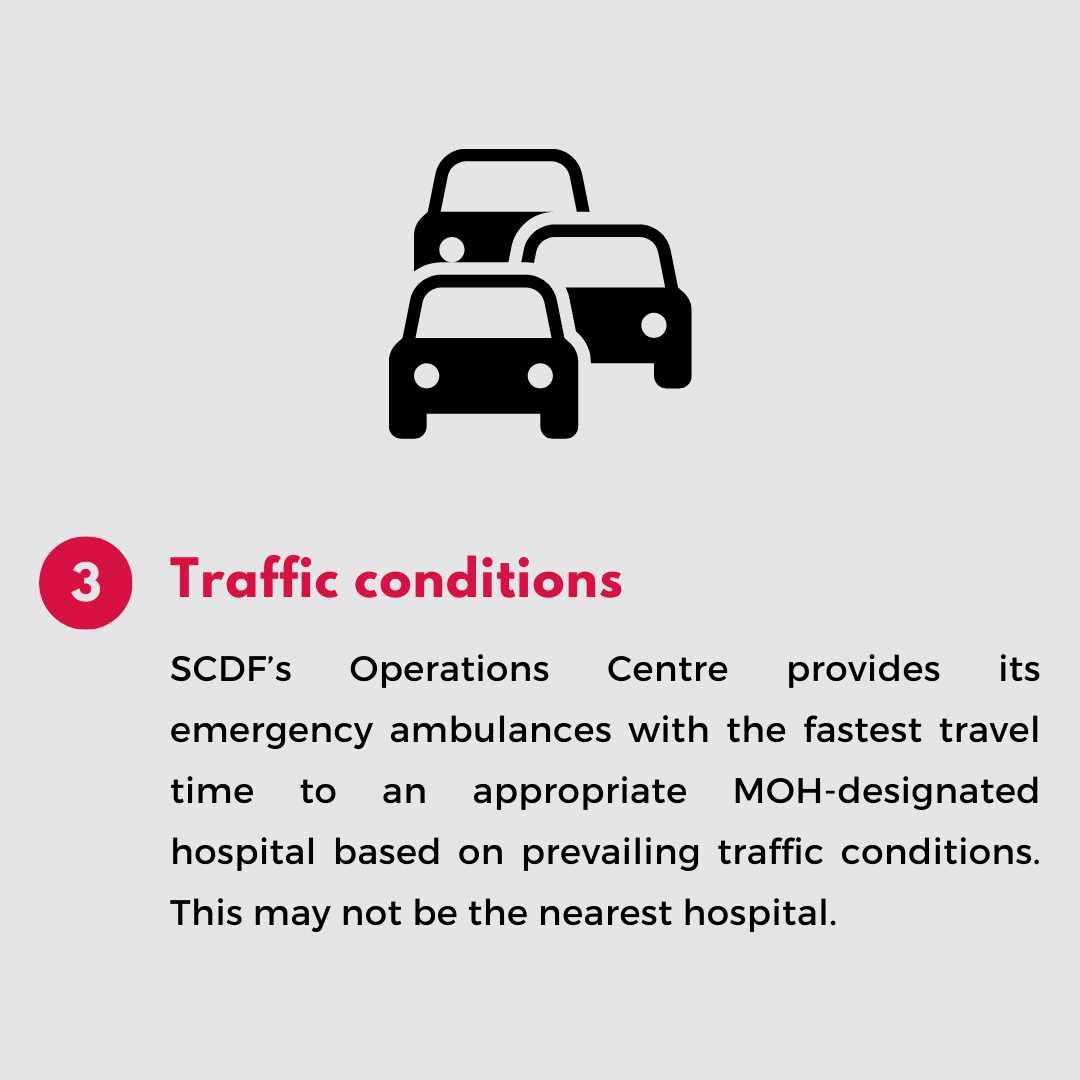 3
Traffic conditions
SCDF’s Operations Centre provides its
emergency ambulances with the fastest travel
time to an appropriate MOH-designated
hospital based on prevailing traffic conditions.
This may not be the nearest hospital.